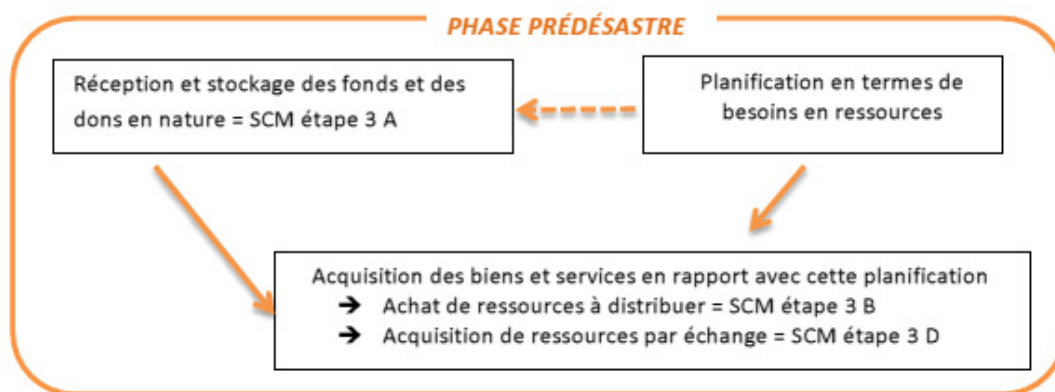 PHASE PRÉDÉSASTRE
Réception et stockage des fonds et des
dons en nature = SCM étape 3 A
Planification en termes de
besoins en ressources
Acquisition des biens et services en rapport avec cette planification
➔ Achat de ressources à distribuer = SCM étape 3 B
➔ Acquisition de ressources par échange = SCM étape 3 D